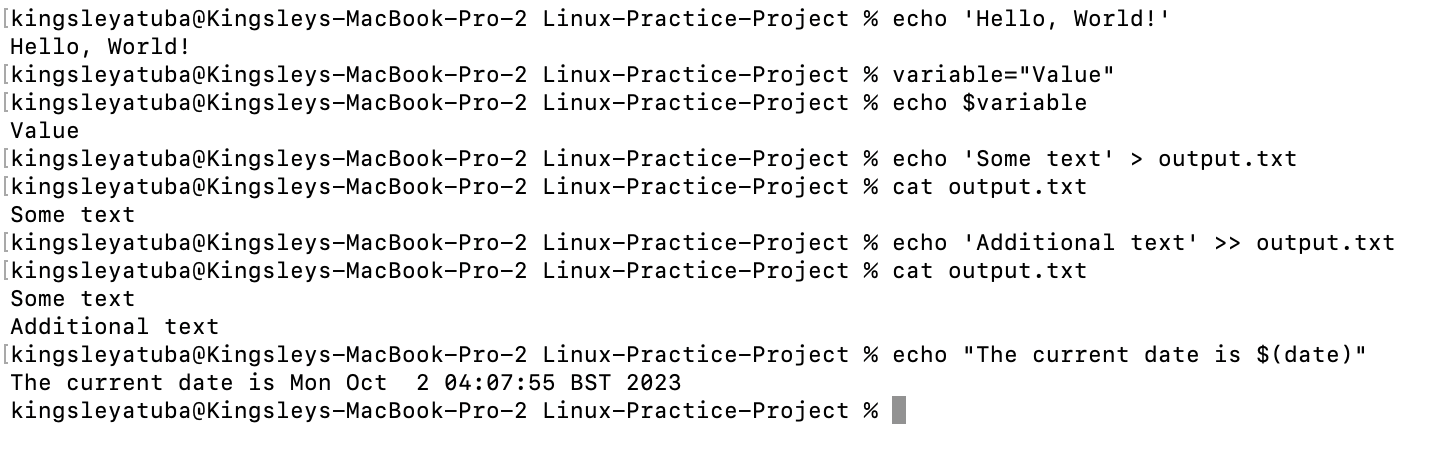 [kingsleyatuba@Kingsleys-MacBook-Pro-2 Linux-Practice-Project % echo 'Hello, World!'
Hello, World!
[kingsleyatuba@Kingsleys-MacBook-Pro-2 Linux-Practice-Project % variable="Value"
[kingsleyatuba@Kingsleys-MacBook-Pro-2 Linux-Practice-Project % echo $variable
Value
[kingsleyatuba@Kingsleys-MacBook-Pro-2 Linux-Practice-Project % echo 'Some text' > output.txt
[kingsleyatuba@Kingsleys-MacBook-Pro-2 Linux-Practice-Project % cat output.txt
Some text
[kingsleyatuba@Kingsleys-MacBook-Pro-2 Linux-Practice-Project % echo 'Additional text' >> output.txt
[kingsleyatuba@Kingsleys-MacBook-Pro-2 Linux-Practice-Project % cat output.txt
Some text
Additional text
[kingsleyatuba@Kingsleys-MacBook-Pro-2 Linux-Practice-Project % echo "The current date is $(date)"
The current date is Mon Oct  2 04:07:55 BST 2023
kingsleyatuba@Kingsleys-MacBook-Pro-2 Linux-Practice-Project %